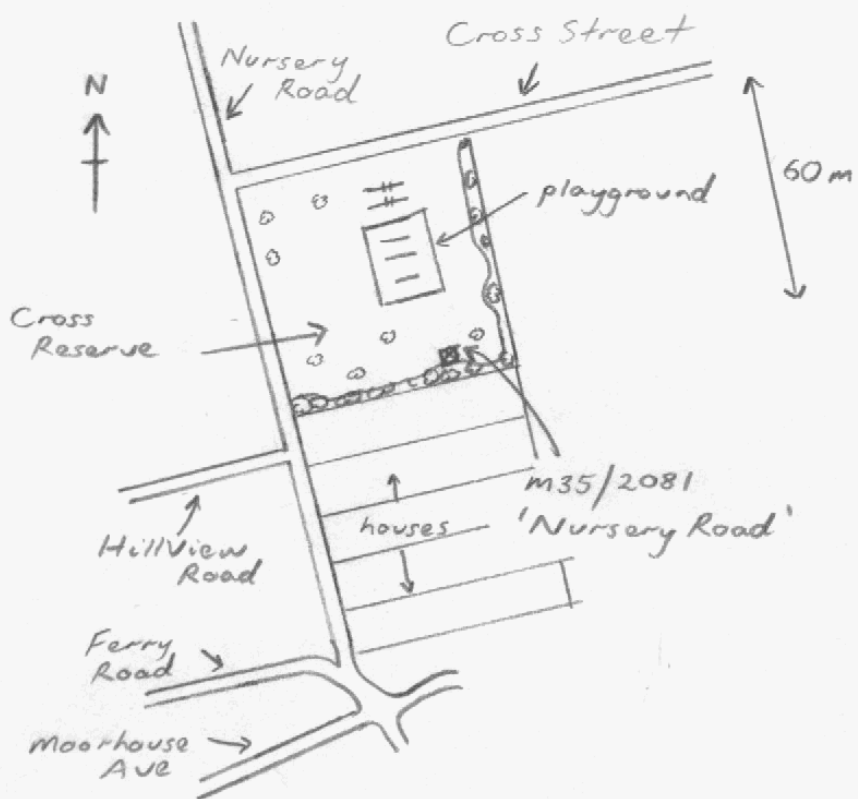 Cross Street
Nursery
Road
N
60 m
playground
Cross
Reserve
m35/2081
'Nursery Road'
houses
Hillview
Road
Ferry
Road
Moorhouse
Ave